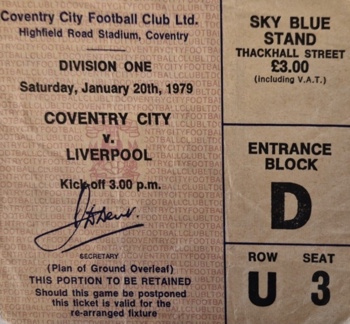 Coventry City Football Club Ltd.
Highfield Road Stadium, Coventry
DIVISION ONE
Saturday, January 20th, 1979
COVENTRY CITY
v.
LIVERPOOL
Kick-off 3.00 p.m.
SECRETARY
(Plan of Ground Overleaf)
THIS PORTION TO BE RETAINED
Should this game be postponed
this ticket is valid for the
re-arranged fixture
SKY BLUE
STAND
THACKHALL STREET
£3.00
(including V.A.T.)
ENTRANCE
BLOCK
D
ROW SEAT
U 3